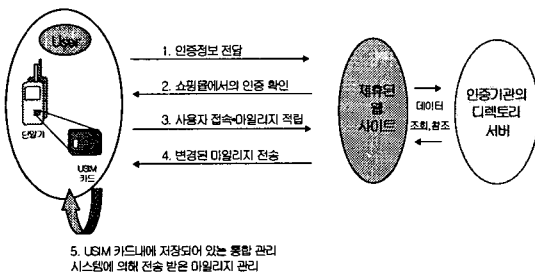 User
단말기
USIM
카드
1. 인증정보 전달
2. 쇼핑몰에서의 인증 확인
3. 사용자 접속•마일리지 적립
4. 변경된 마일리지 전송
제휴된
웹
사이트
데이터
조회,참조
인증기관의
디렉토리
서버
5. USIM 카드내에 저장되어 있는 통합 관리
시스템에 의해 전송 받은 마일리지 관리